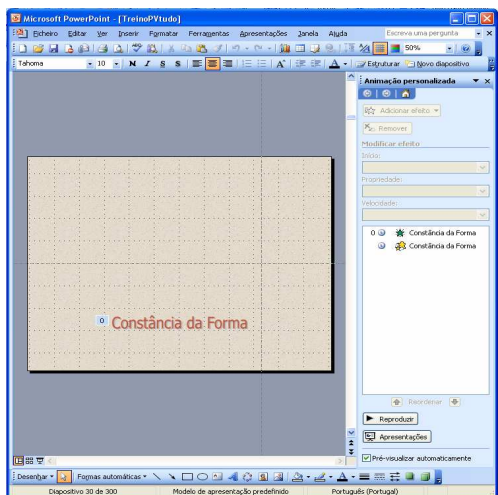 Microsoft PowerPoint - [TreinoPVtudo]
Ficheiro Editar Ver Inserir Formatar Ferramentas Apresentações Janela Ajuda Escreva uma pergunta
50%
Tahoma 10 N I S S Estruturar Novo diapositivo
Animação personalizada
Adicionar efeito
Remover
Modificar efeito
Início:
Propriedade:
Velocidade:
0 Constância da Forma
Constância da Forma
0 Constância da Forma
Reordenar
Reproduzir
Apresentações
Pré-visualizar automaticamente
Desenhar Formas automáticas
Diapositivo 30 de 300 Modelo de apresentação predefinido Português (Portugal)